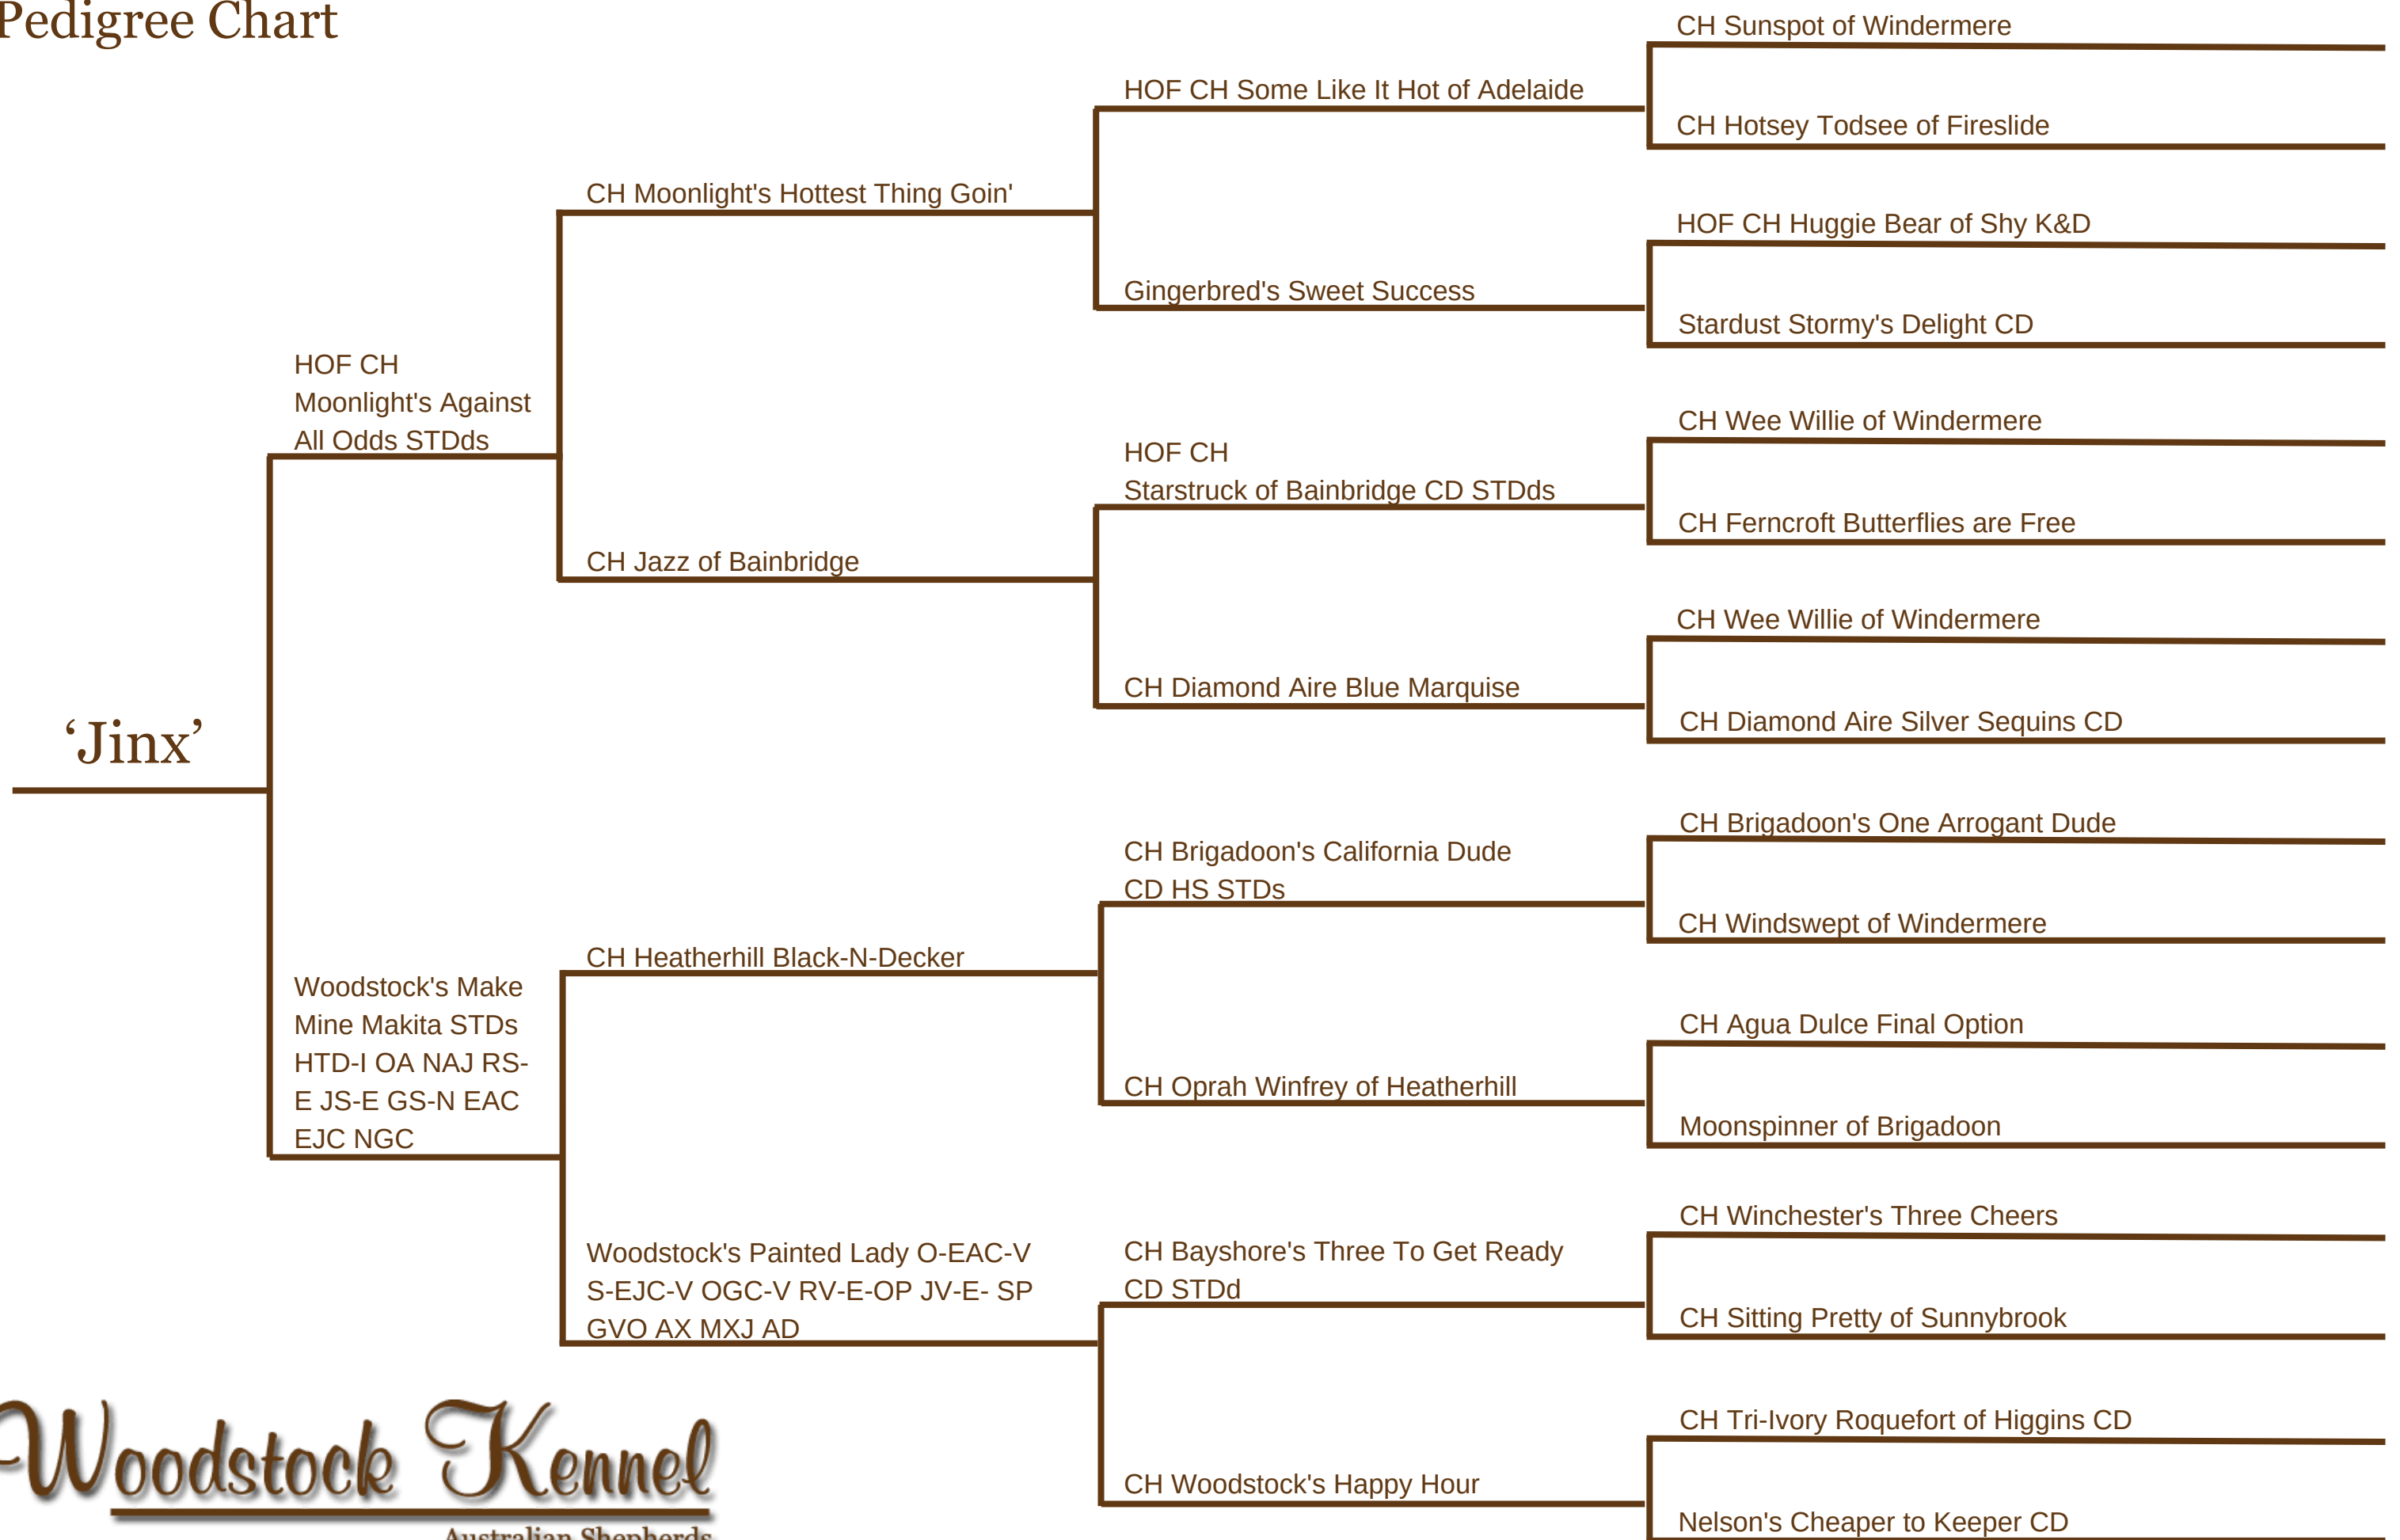 Pedigree Chart
CH Sunspot of Windermere
HOF CH Some Like It Hot of Adelaide
CH Hotsey Todsee of Fireslide
CH Moonlight's Hottest Thing Goin'
HOF CH Huggie Bear of Shy K&D
Gingerbred's Sweet Success
Stardust Stormy's Delight CD
HOF CH
Moonlight's Against
All Odds STDds
CH Wee Willie of Windermere
HOF CH
Starstruck of Bainbridge CD STDds
CH Ferncroft Butterflies are Free
CH Jazz of Bainbridge
CH Wee Willie of Windermere
CH Diamond Aire Blue Marquise
CH Diamond Aire Silver Sequins CD
‘Jinx’
CH Brigadoon's One Arrogant Dude
CH Brigadoon's California Dude
CD HS STDs
CH Windswept of Windermere
CH Heatherhill Black-N-Decker
Woodstock's Make
Mine Makita STDs
HTD-I OA NAJ RS-
E JS-E GS-N EAC
EJC NGC
CH Agua Dulce Final Option
CH Oprah Winfrey of Heatherhill
Moonspinner of Brigadoon
CH Winchester's Three Cheers
Woodstock's Painted Lady O-EAC-V
S-EJC-V OGC-V RV-E-OP JV-E- SP
GVO AX MXJ AD
CH Bayshore's Three To Get Ready
CD STDd
CH Sitting Pretty of Sunnybrook
CH Tri-Ivory Roquefort of Higgins CD
CH Woodstock's Happy Hour
Nelson's Cheaper to Keeper CD
Woodstock Kennel
Australian Shepherds